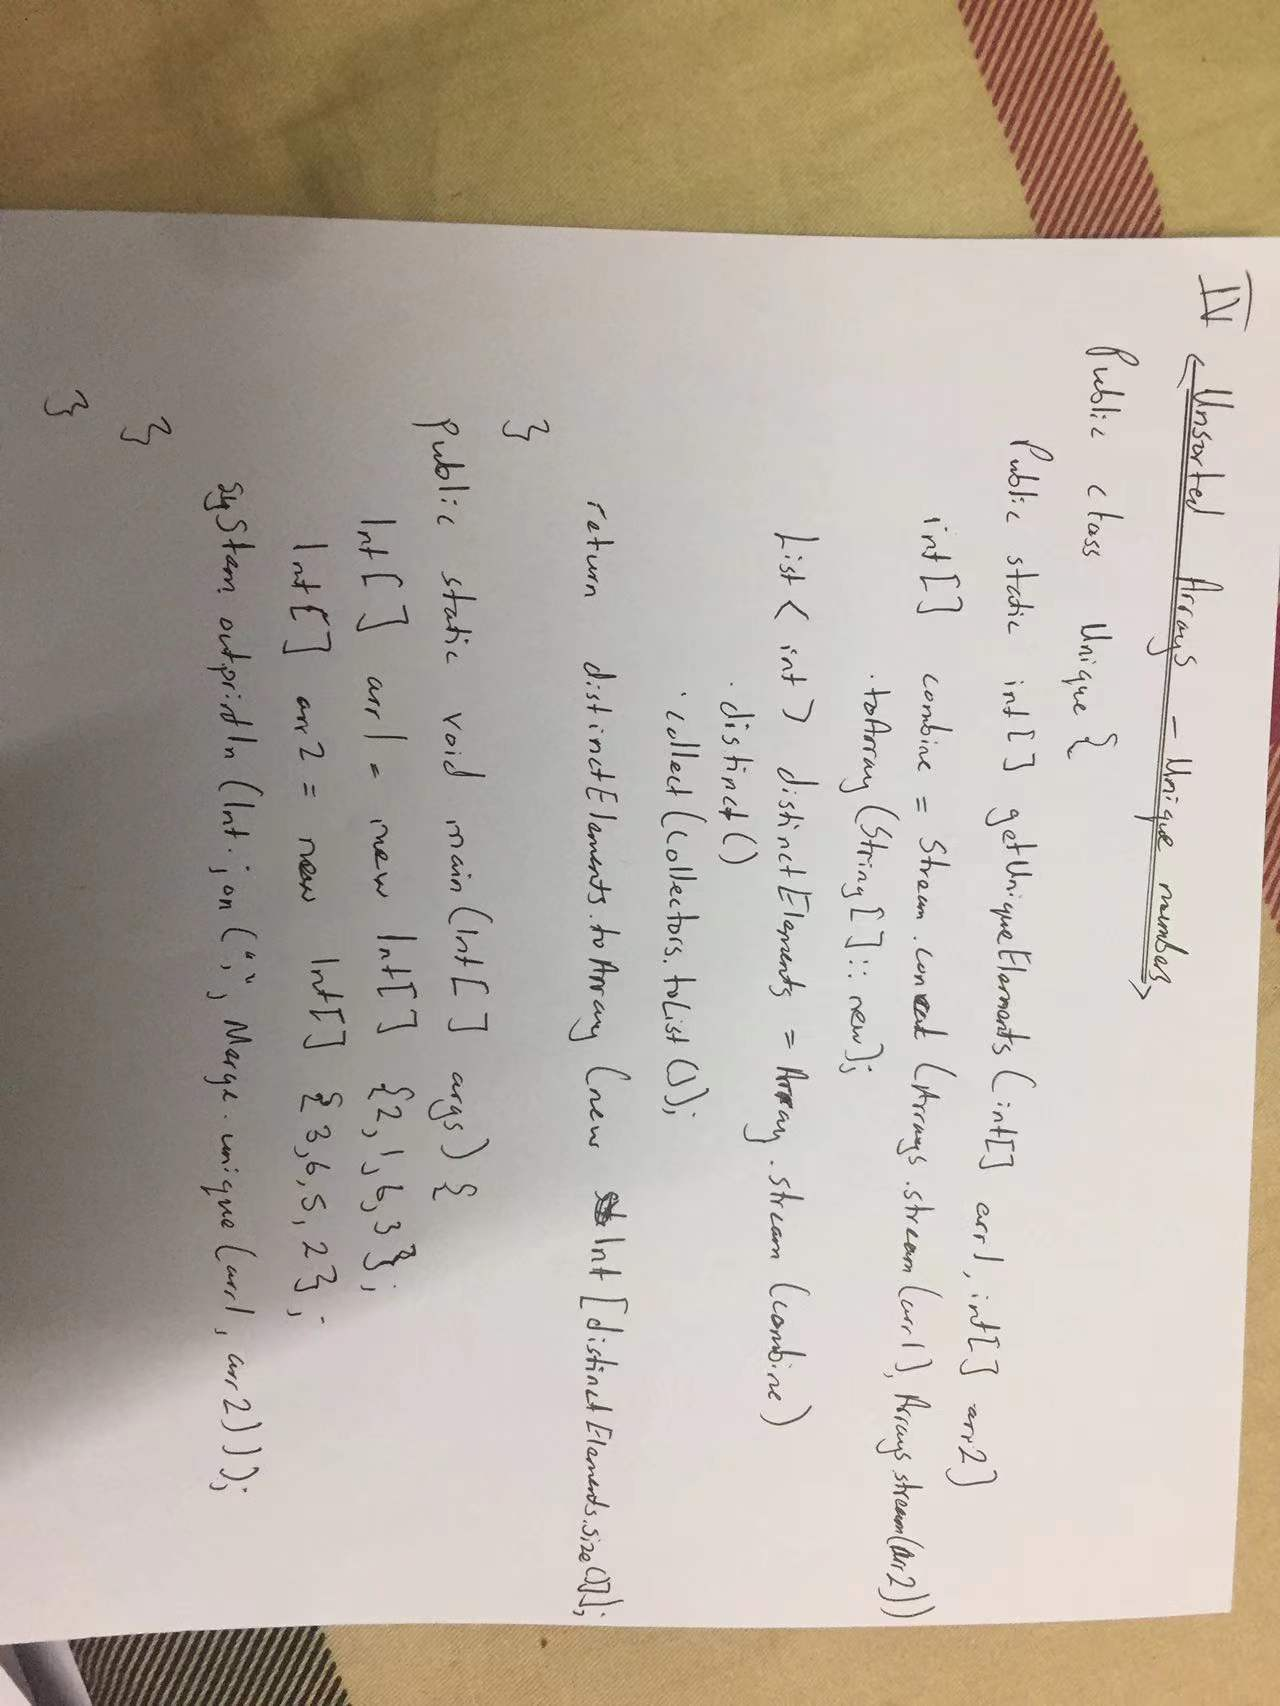 IV <Unsorted Arrays - Unique numbers>
Public class Unique {
Public static int[] getUniqueElements (int[] arr1, int[] arr2)
int[] combine = Stream.concat (Arrays.stream(arr1), Arrays stream(arr2))
.toArray (String[]::new);
List< int> distinctElements = Array.stream (combine)
.distinct()
.collect(Collectors.toList());
return distinctElements.toArray (new Int [distinctElements.size()]);
}
Public static void main (Int[] args) {
Int[] arr1 = new Int[] {2,1,6,3};
Int[] arr2 = new Int[] {3,6,5,2};
System.out println (Int.jon ("", Merge.unique(arr1, arr2)));
}
}